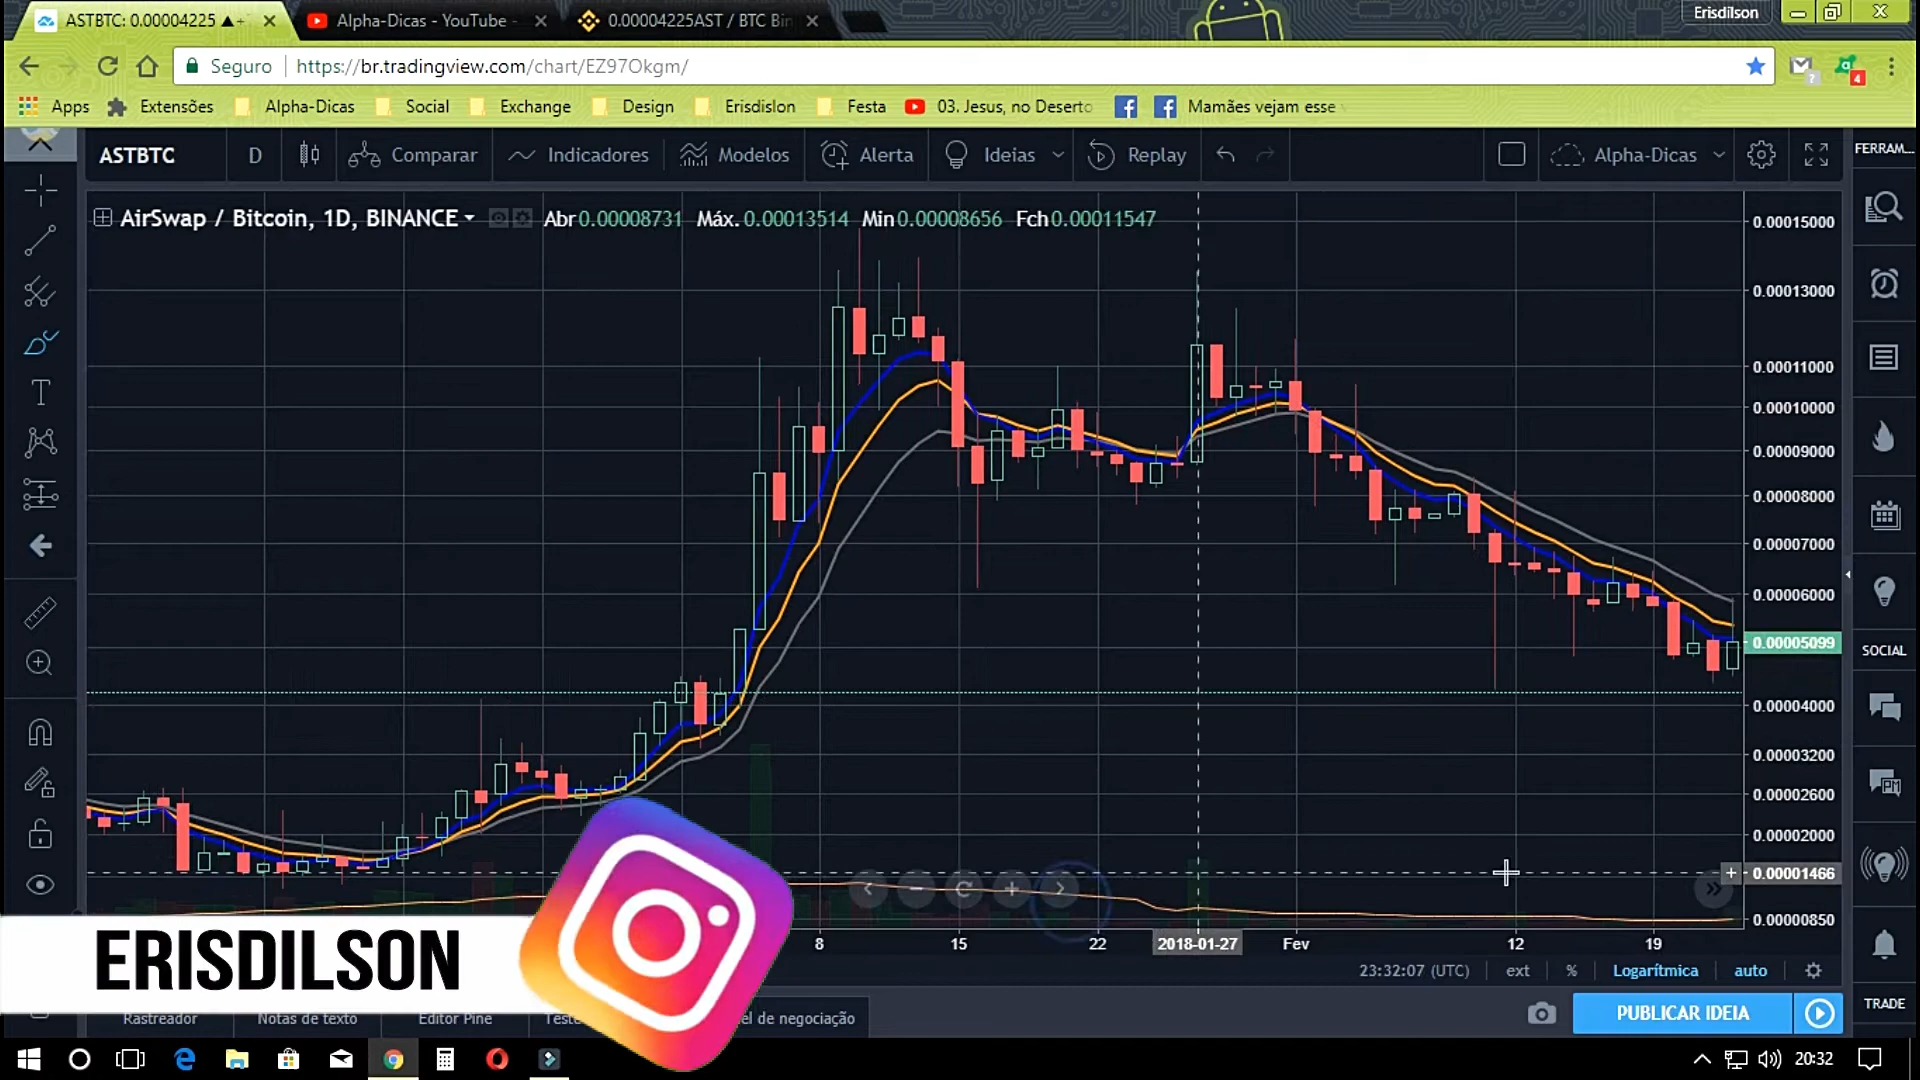 ASTBTC: 0.00004225 ▲+
Alpha-Dicas - YouTube -
0.00004225AST / BTC Bin
Erisdilson
Seguro
https://br.tradingview.com/chart/EZ97Okgm/
?
4
Apps
Extensões
Alpha-Dicas
Social
Exchange
Design
Erisdislon
Festa
03. Jesus, no Deserto
Mamães vejam esse
ASTBTC
D
Comparar
Indicadores
Modelos
Alerta
Ideias
Replay
Alpha-Dicas
FERRAM...
AirSwap / Bitcoin, 1D, BINANCE
Abr0.00008731 Máx.0.00013514 Min0.00008656 Fch0.00011547
0.00015000
0.00013000
0.00011000
0.00010000
0.00009000
0.00008000
0.00007000
0.00006000
0.00005099
SOCIAL
0.00004000
0.00003200
0.00002600
0.00002000
0.00001466
0.00000850
8
15
22
2018-01-27
Fev
12
19
ERISDILSON
23:32:07 (UTC)
ext
%
Logarítmica
auto
TRADE
Rastreador
Notas de texto
Editor Pine
Teste
el de negociação
PUBLICAR IDEIA
20:32